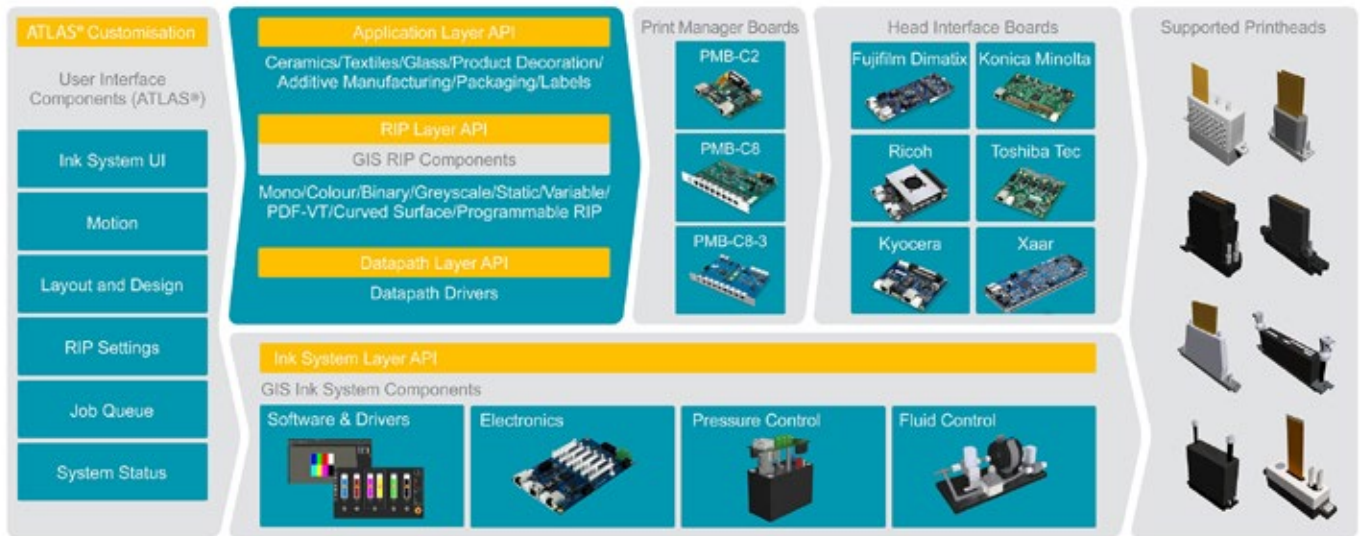 ATLAS® Customisation
User Interface
Components (ATLAS®)
Ink System UI
Motion
Layout and Design
RIP Settings
Job Queue
System Status
Application Layer API
Ceramics/Textiles/Glass/Product Decoration/
Additive Manufacturing/Packaging/Labels
RIP Layer API
GIS RIP Components
Mono/Colour/Binary/Greyscale/Static/Variable/
PDF-VT/Curved Surface/Programmable RIP
Datapath Layer API
Datapath Drivers
Print Manager Boards
PMB-C2
PMB-C8
PMB-C8-3
Head Interface Boards
Fujifilm Dimatix
Konica Minolta
Ricoh
Toshiba Tec
Kyocera
Xaar
Ink System Layer API
GIS Ink System Components
Software & Drivers
Electronics
Pressure Control
Fluid Control
Supported Printheads